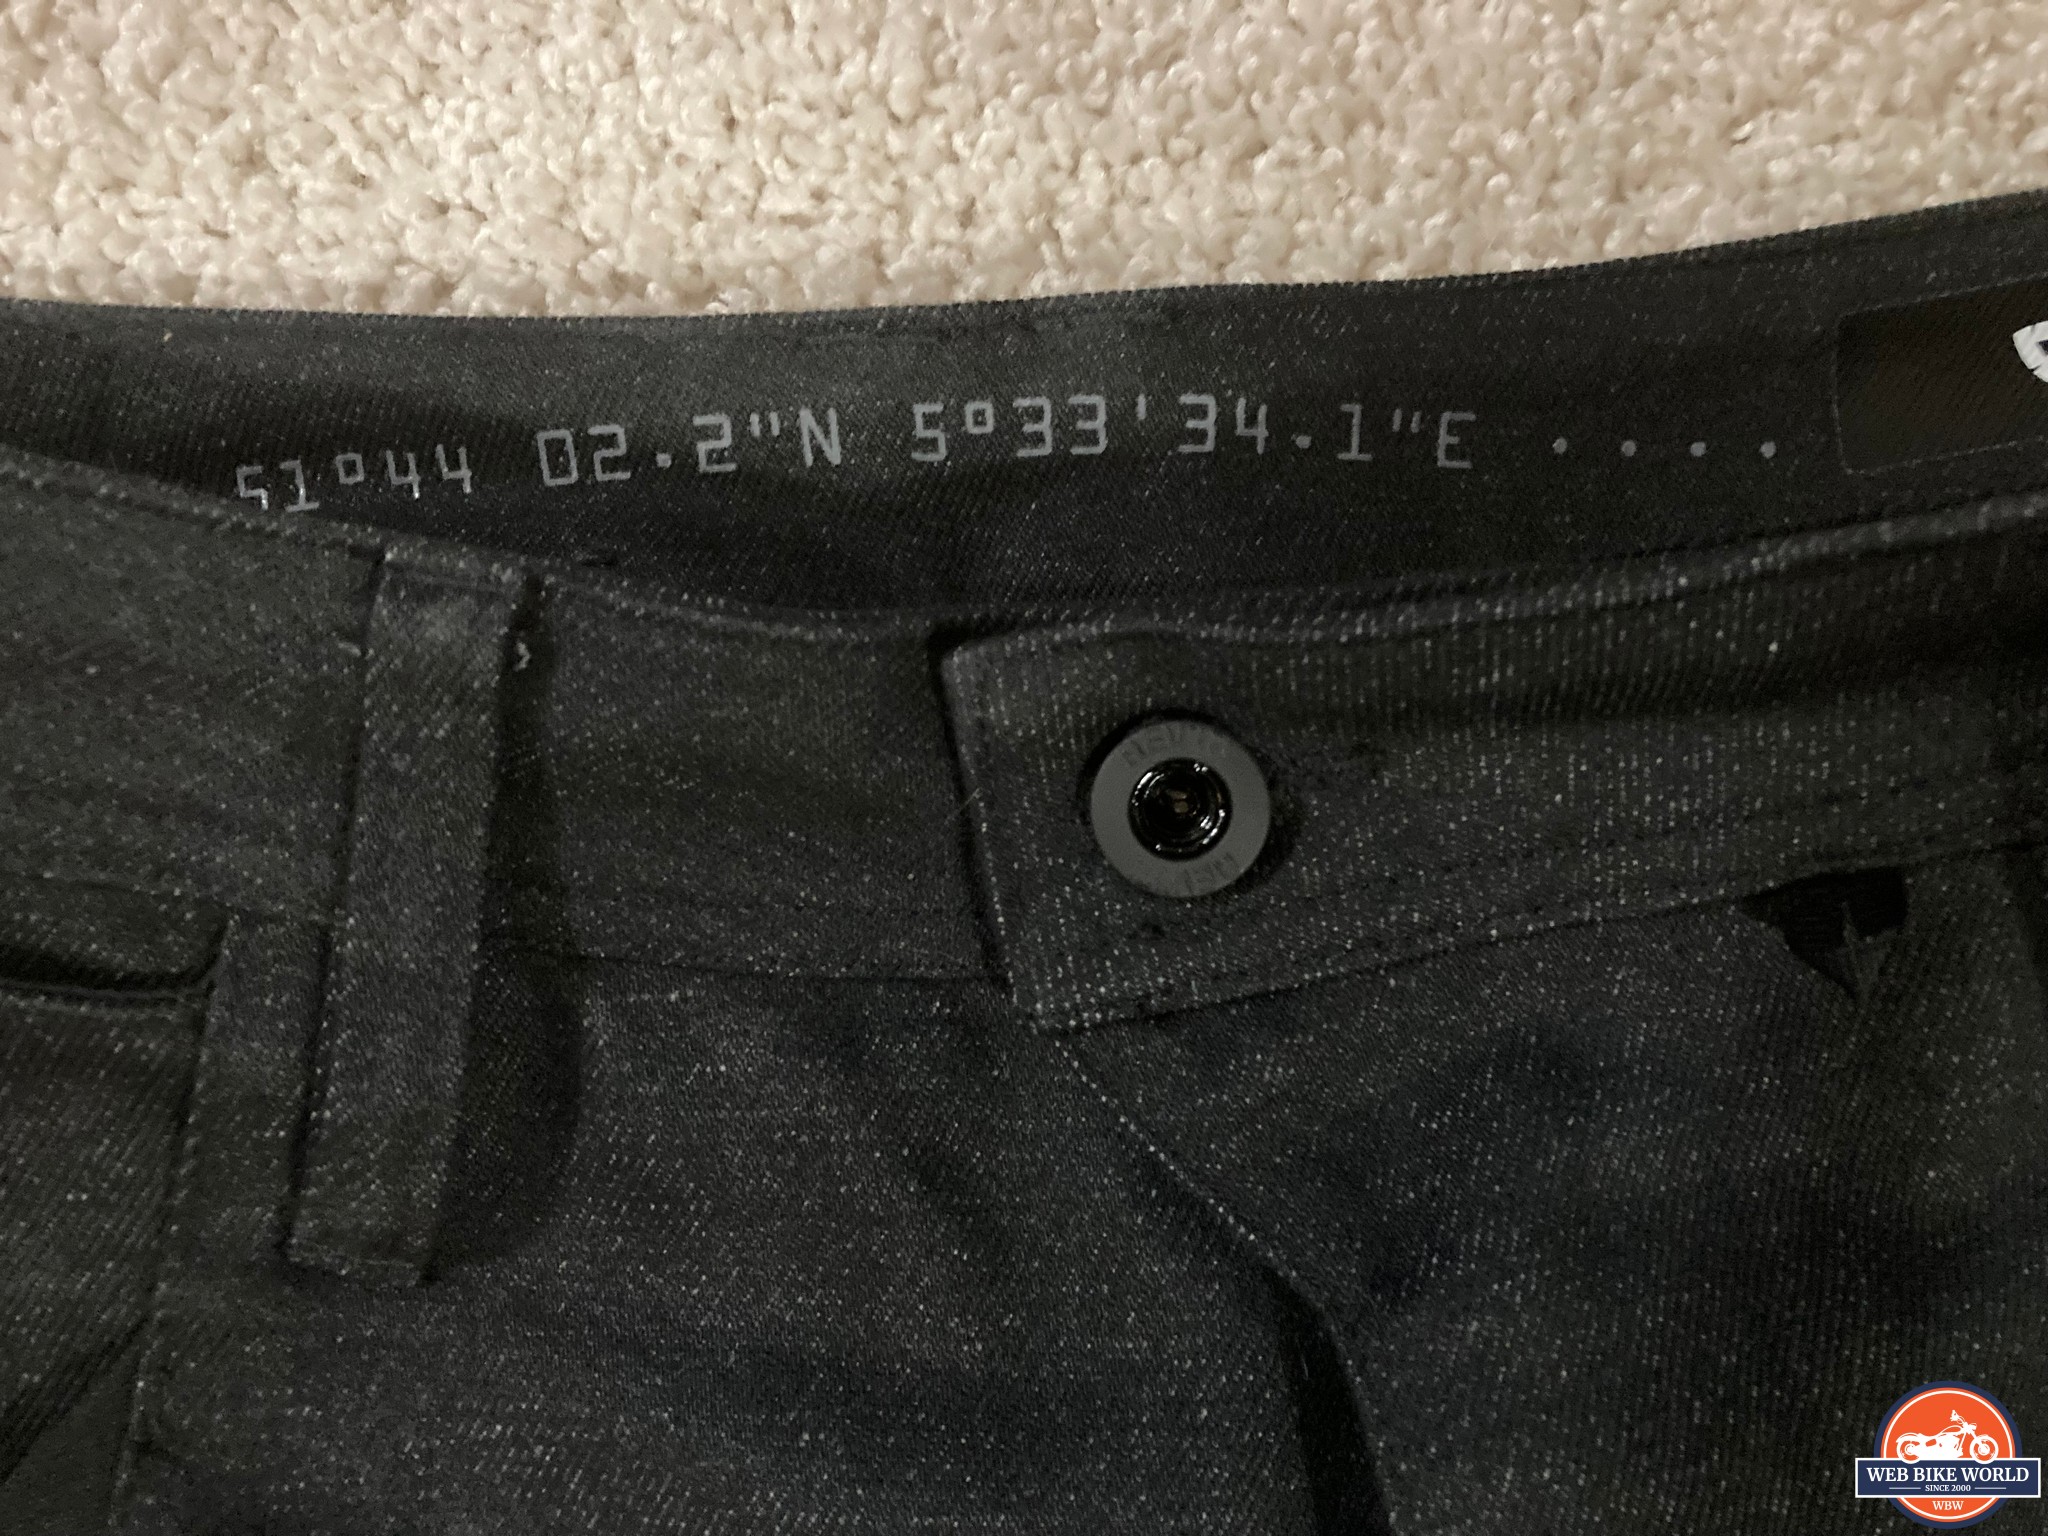 51°44 02.2"N 5°33'34.1"E ....
WEB BIKE WORLD
SINCE 2000
WBW